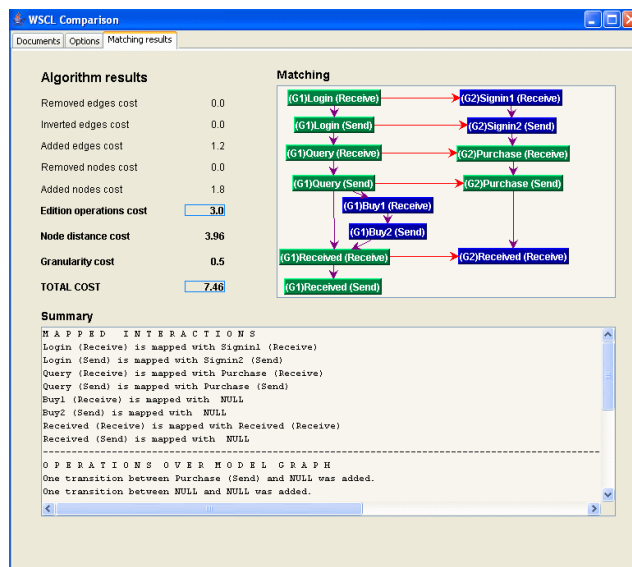 WSCL Comparison
Documents Options Matching results
Algorithm results
Removed edges cost 0.0
Inverted edges cost 0.0
Added edges cost 1.2
Removed nodes cost 0.0
Added nodes cost 1.8
Edition operations cost 3.0
Node distance cost 3.96
Granularity cost 0.5
TOTAL COST 7.46
Matching
(G1)Login (Receive) (G2)Signin1 (Receive)
(G1)Login (Send) (G2)Signin2 (Send)
(G1)Query (Receive) (G2)Purchase (Receive)
(G1)Query (Send) (G2)Purchase (Send)
(G1)Buy1 (Receive)
(G1)Buy2 (Send)
(G1)Received (Receive) (G2)Received (Receive)
(G1)Received (Send)
Summary
M A P P E D   I N T E R A C T I O N S
Login (Receive) is mapped with Signin1 (Receive)
Login (Send) is mapped with Signin2 (Send)
Query (Receive) is mapped with Purchase (Receive)
Query (Send) is mapped with Purchase (Send)
Buy1 (Receive) is mapped with  NULL
Buy2 (Send) is mapped with  NULL
Received (Receive) is mapped with Received (Receive)
Received (Send) is mapped with  NULL
O P E R A T I O N S   O V E R   M O D E L   G R A P H
One transition between Purchase (Send) and NULL was added.
One transition between NULL and NULL was added.